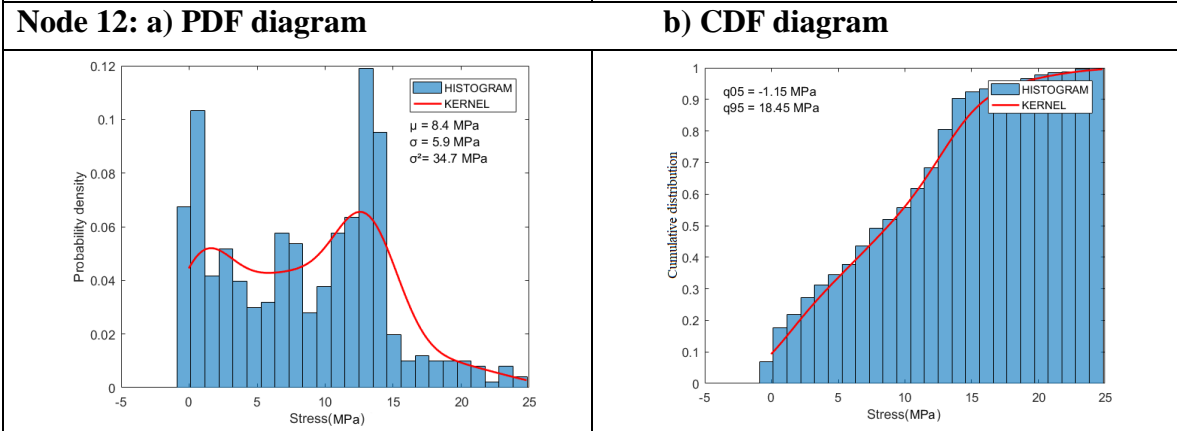 Node 12: a) PDF diagram
b) CDF diagram
0.12
0.1
0.08
0.06
0.04
0.02
0
-5
0
5
10
15
20
25
Probability density
Stress(MPa)
HISTOGRAM
KERNEL
μ = 8.4 MPa
σ = 5.9 MPa
σ²= 34.7 MPa
1
0.9
0.8
0.7
0.6
0.5
0.4
0.3
0.2
0.1
0
-5
0
5
10
15
20
25
Cumulative distribution
Stress(MPa)
q05 = -1.15 MPa
q95 = 18.45 MPa
HISTOGRAM
KERNEL